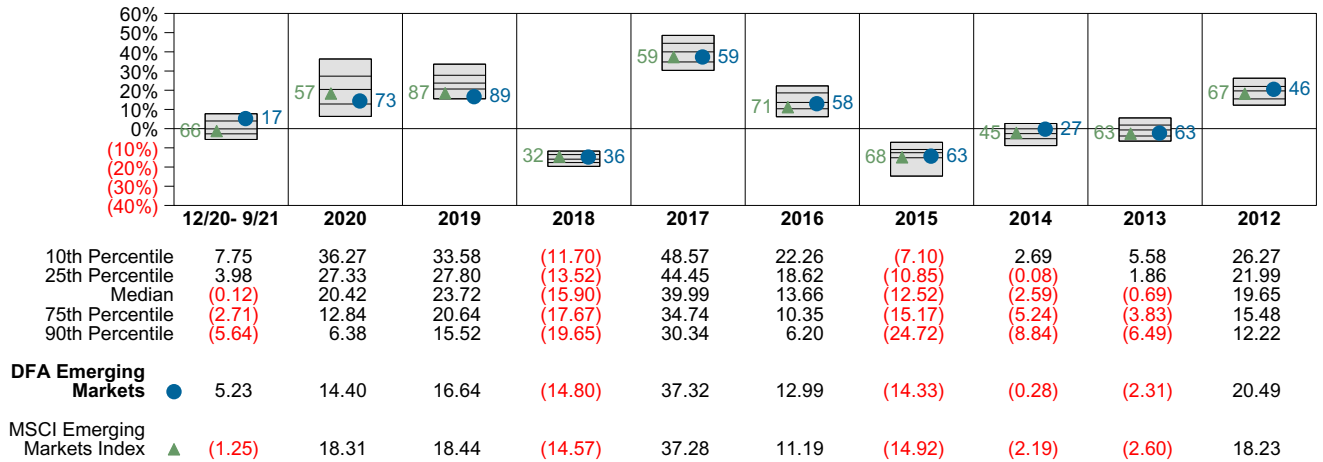 60%
50%
40%
30%
20%
10%
0%
(10%)
(20%)
(30%)
(40%)
66 17
57 73
87 89
32 36
59 59
71 58
68 63
45 27
63 63
67 46
12/20- 9/21 2020 2019 2018 2017 2016 2015 2014 2013 2012
10th Percentile 7.75 36.27 33.58 (11.70) 48.57 22.26 (7.10) 2.69 5.58 26.27
25th Percentile 3.98 27.33 27.80 (13.52) 44.45 18.62 (10.85) (0.08) 1.86 21.99
Median (0.12) 20.42 23.72 (15.90) 39.99 13.66 (12.52) (2.59) (0.69) 19.65
75th Percentile (2.71) 12.84 20.64 (17.67) 34.74 10.35 (15.17) (5.24) (3.83) 15.48
90th Percentile (5.64) 6.38 15.52 (19.65) 30.34 6.20 (24.72) (8.84) (6.49) 12.22
DFA Emerging
Markets 5.23 14.40 16.64 (14.80) 37.32 12.99 (14.33) (0.28) (2.31) 20.49
MSCI Emerging
Markets Index (1.25) 18.31 18.44 (14.57) 37.28 11.19 (14.92) (2.19) (2.60) 18.23